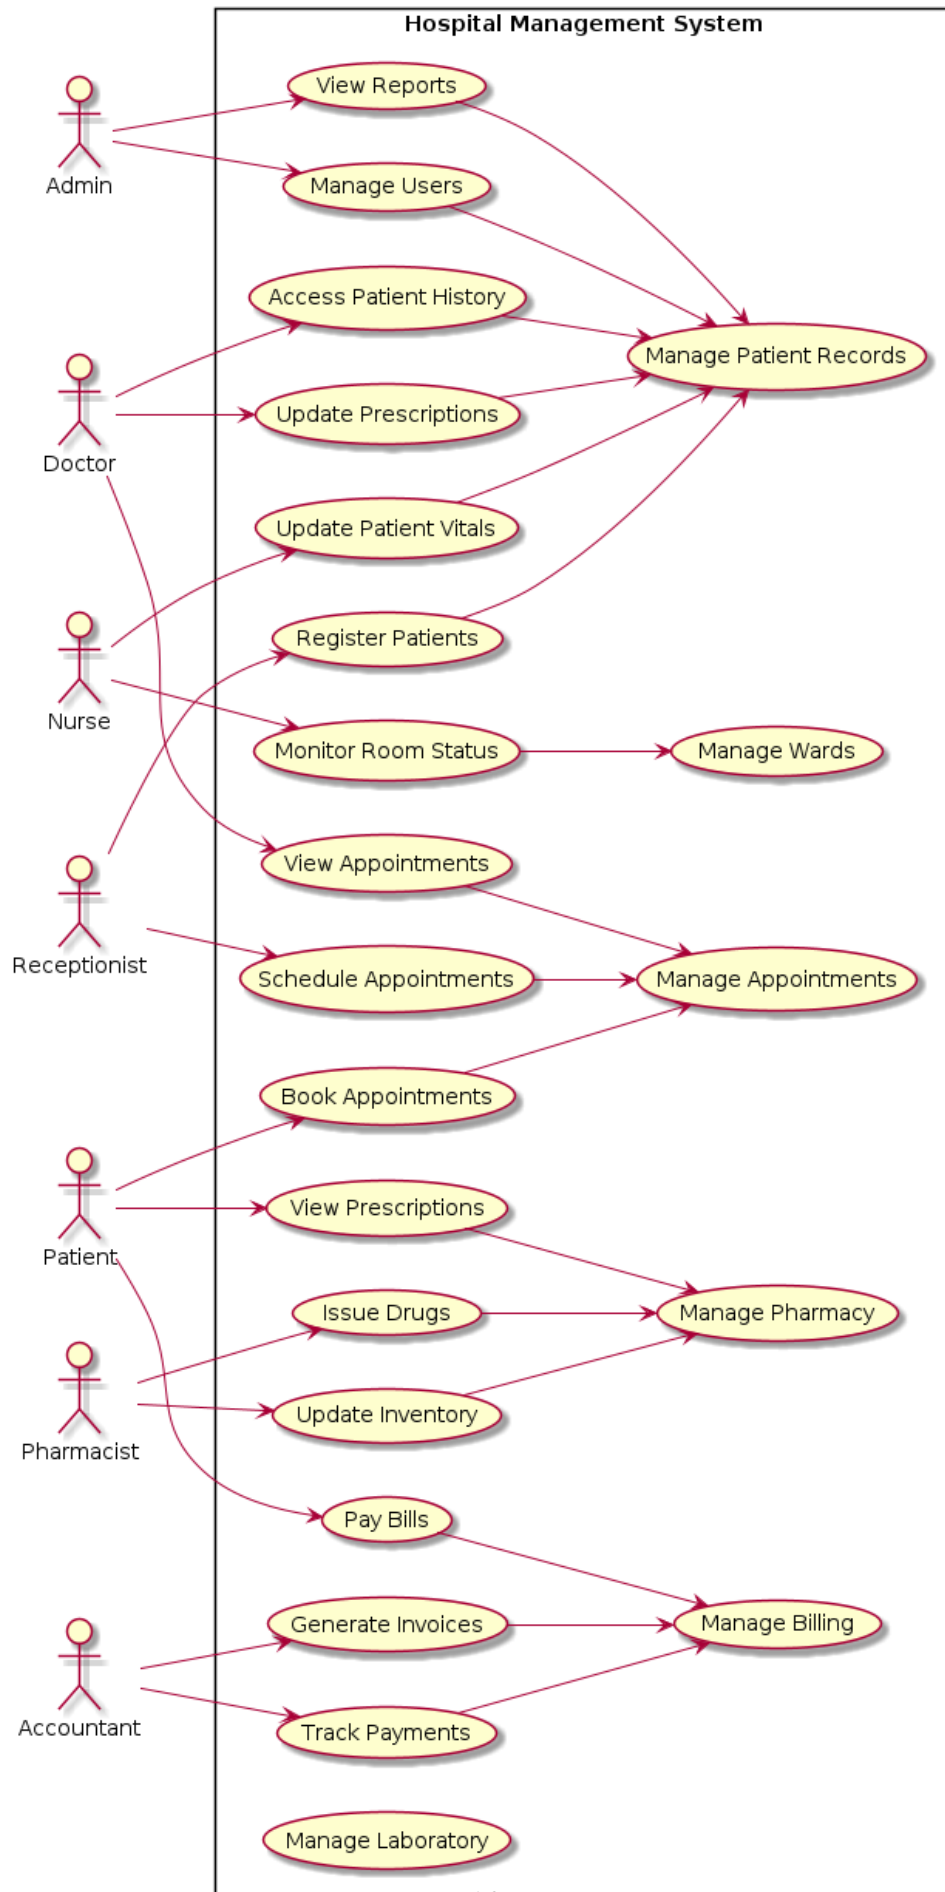 Hospital Management System
View Reports
Admin
Manage Users
Access Patient History
Manage Patient Records
Update Prescriptions
Doctor
Update Patient Vitals
Register Patients
Nurse
Monitor Room Status
Manage Wards
View Appointments
Receptionist
Schedule Appointments
Manage Appointments
Book Appointments
View Prescriptions
Patient
Issue Drugs
Manage Pharmacy
Update Inventory
Pharmacist
Pay Bills
Generate Invoices
Manage Billing
Accountant
Track Payments
Manage Laboratory